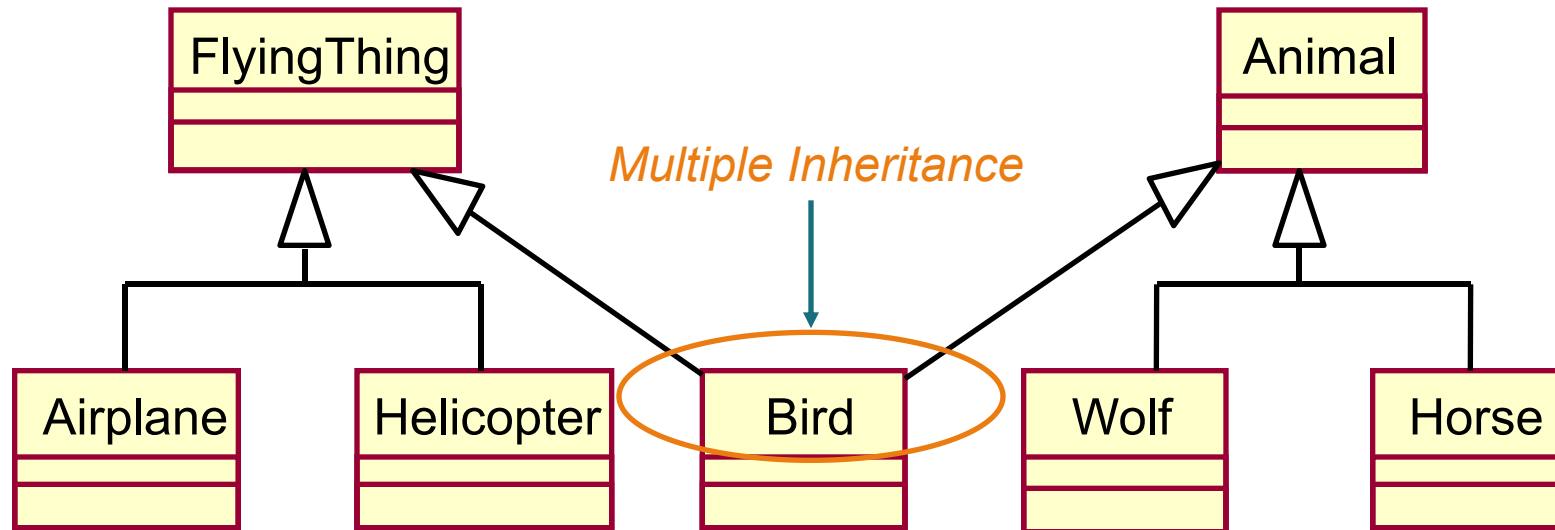 FlyingThing
Animal
Multiple Inheritance
Airplane
Helicopter
Bird
Wolf
Horse